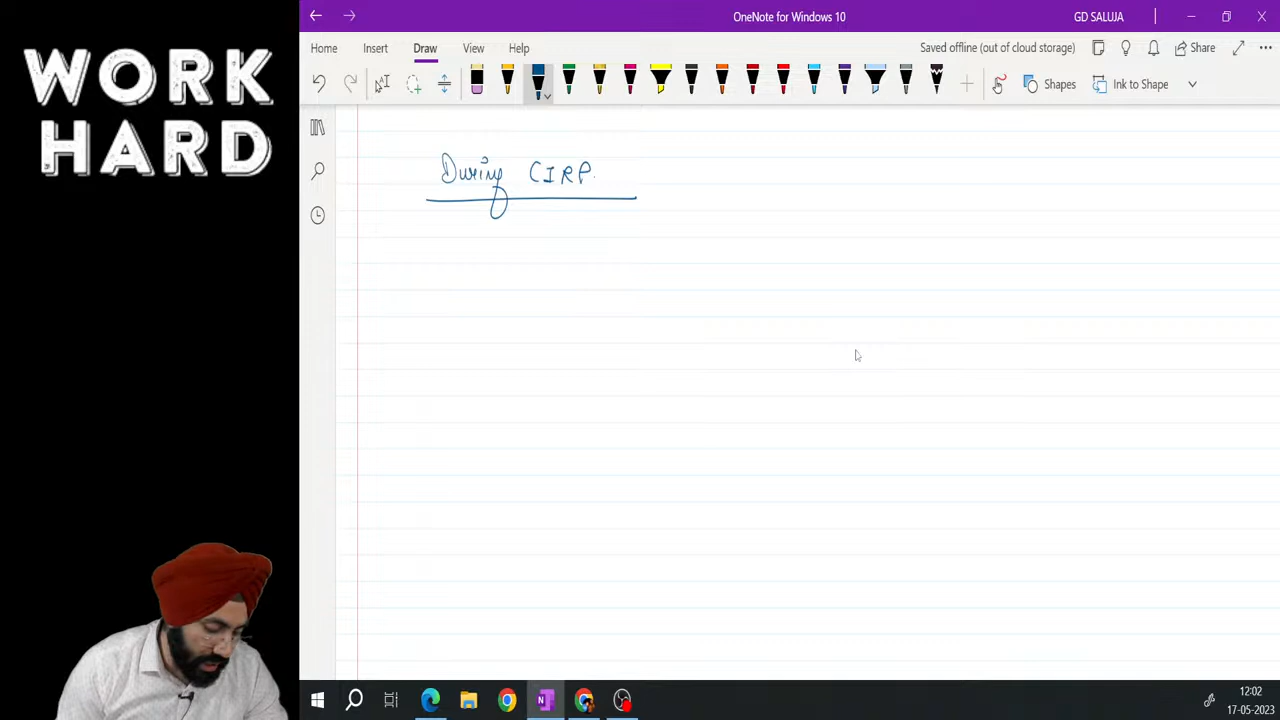 WORK
HARD
OneNote for Windows 10
GD SALUJA
Home Insert Draw View Help
Saved offline (out of cloud storage)
Share
Shapes
Ink to Shape
During CIRP.
12:02
17-05-2023